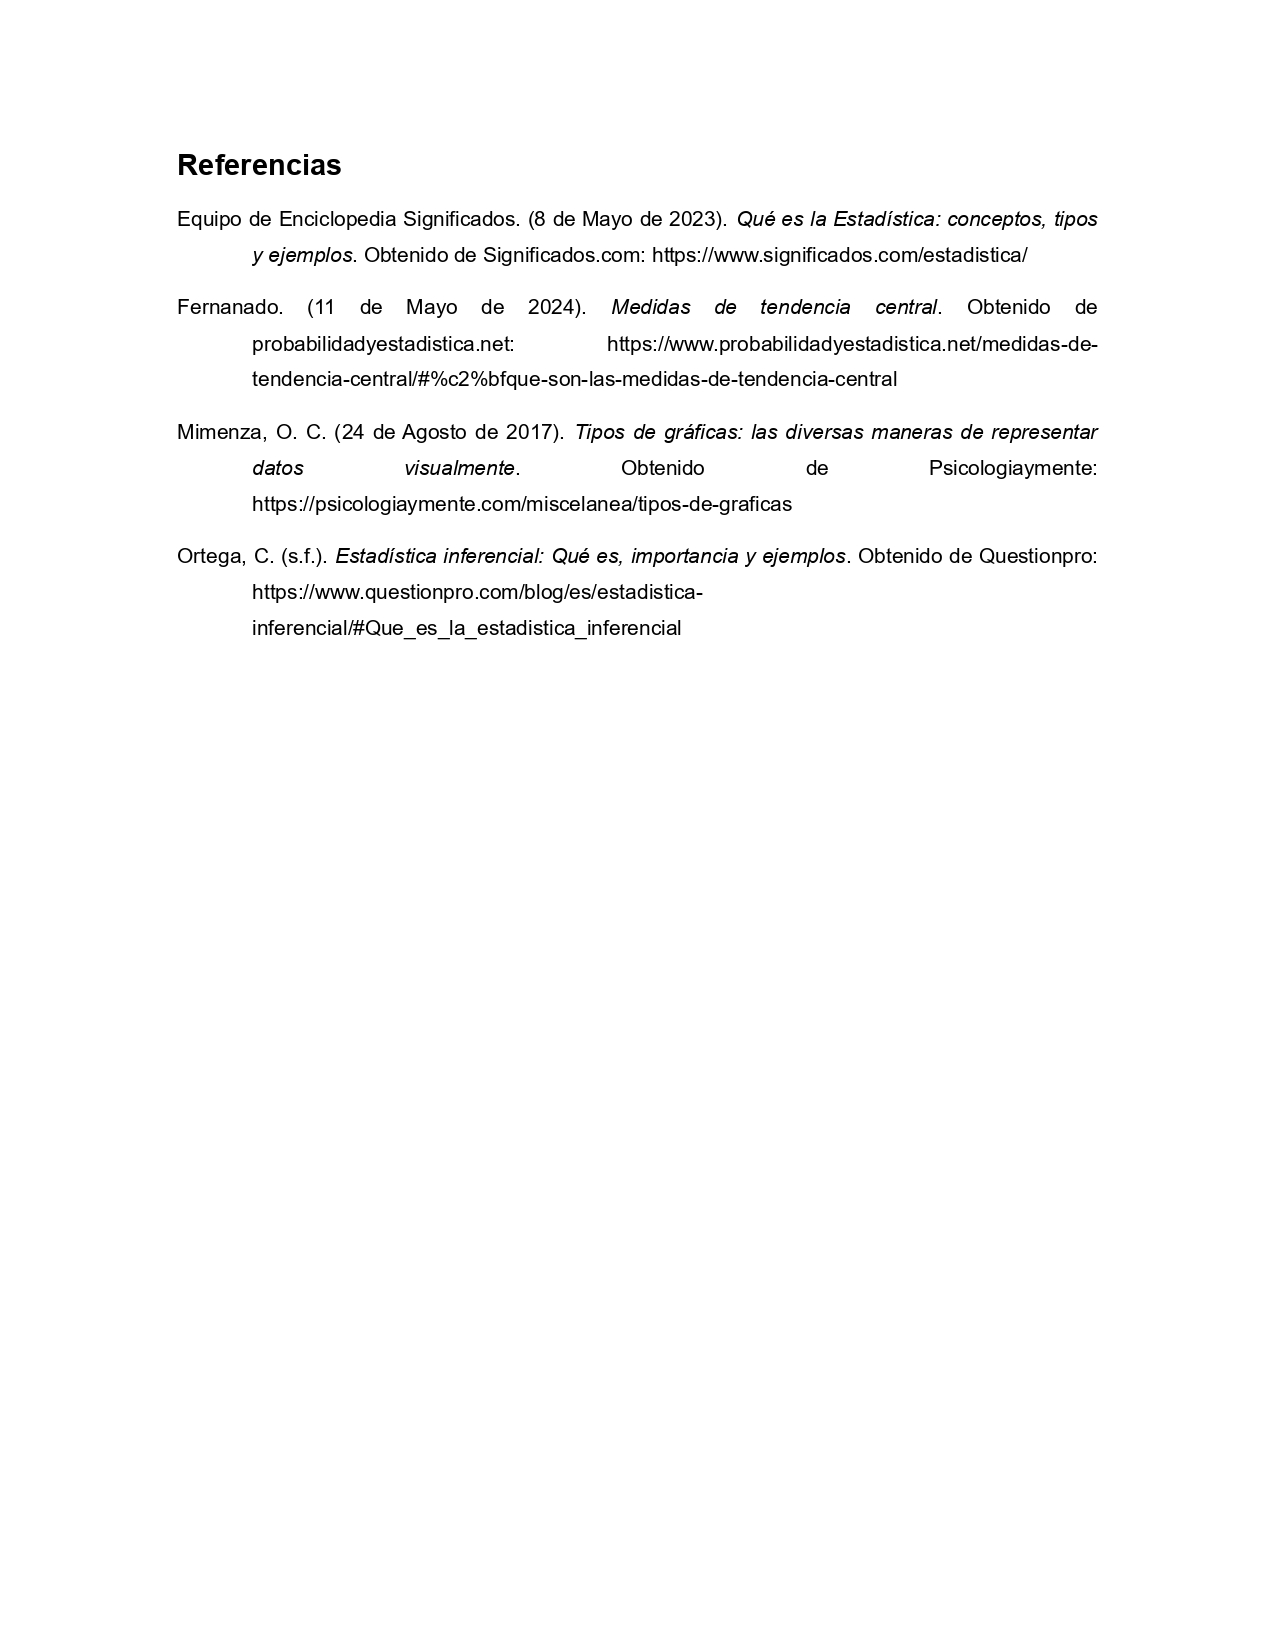 Referencias
Equipo de Enciclopedia Significados. (8 de Mayo de 2023). Qué es la Estadística: conceptos, tipos
y ejemplos. Obtenido de Significados.com: https://www.significados.com/estadistica/
Fernanado. (11 de Mayo de 2024). Medidas de tendencia central. Obtenido de
probabilidadyestadistica.net: https://www.probabilidadyestadistica.net/medidas-de-
tendencia-central/#%c2%bfque-son-las-medidas-de-tendencia-central
Mimenza, O. C. (24 de Agosto de 2017). Tipos de gráficas: las diversas maneras de representar
datos visualmente. Obtenido de Psicologiaymente:
https://psicologiaymente.com/miscelanea/tipos-de-graficas
Ortega, C. (s.f.). Estadística inferencial: Qué es, importancia y ejemplos. Obtenido de Questionpro:
https://www.questionpro.com/blog/es/estadistica-
inferencial/#Que_es_la_estadistica_inferencial